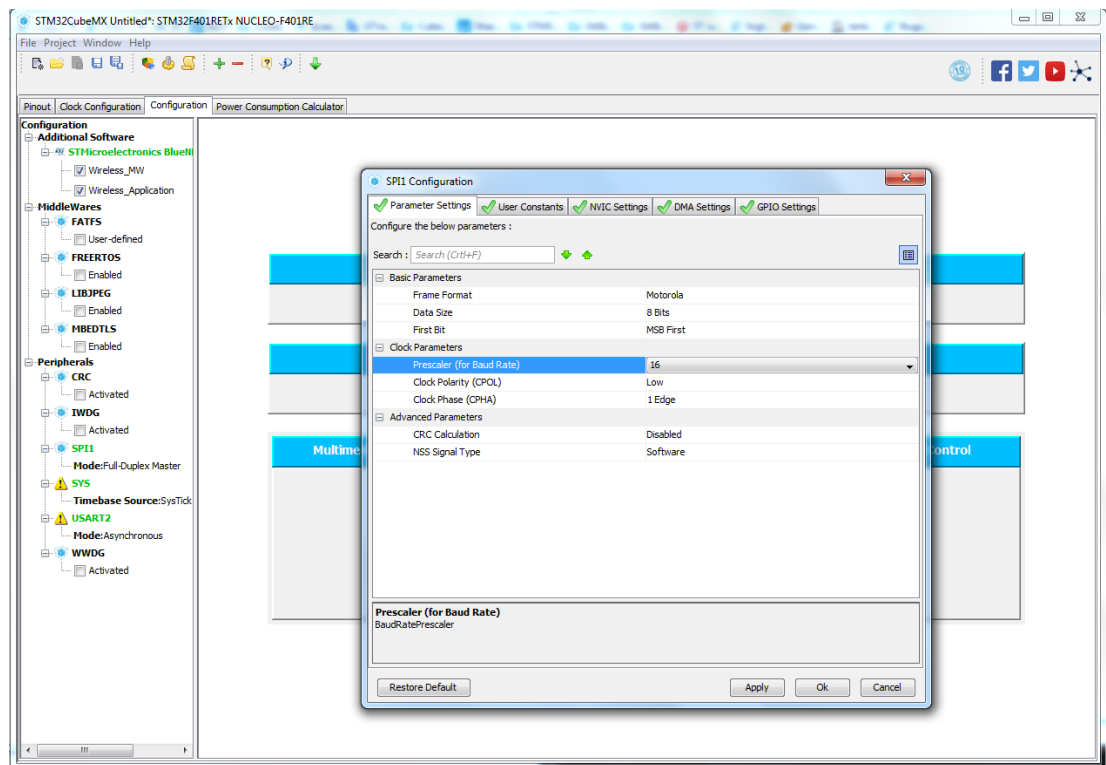 STM32CubeMX Untitled*: STM32F401RETx NUCLEO-F401RE
File Project Window Help
19
Pinout Clock Configuration Configuration Power Consumption Calculator
Configuration
Additional Software
STMicroelectronics BlueN
Wireless_MW
Wireless_Application
MiddleWares
FATFS
User-defined
FREERTOS
Enabled
LIBJPEG
Enabled
MBEDTLS
Enabled
Peripherals
CRC
Activated
IWDG
Activated
SPI1
Mode:Full-Duplex Master
SYS
Timebase Source:SysTick
USART2
Mode:Asynchronous
WWDG
Activated
Multime
ontrol
SPI1 Configuration
Parameter Settings User Constants NVIC Settings DMA Settings GPIO Settings
Configure the below parameters :
Search : Search (Crtl+F)
Basic Parameters
Frame Format Motorola
Data Size 8 Bits
First Bit MSB First
Clock Parameters
Prescaler (for Baud Rate) 16
Clock Polarity (CPOL) Low
Clock Phase (CPHA) 1 Edge
Advanced Parameters
CRC Calculation Disabled
NSS Signal Type Software
Prescaler (for Baud Rate)
BaudRatePrescaler
Restore Default Apply Ok Cancel